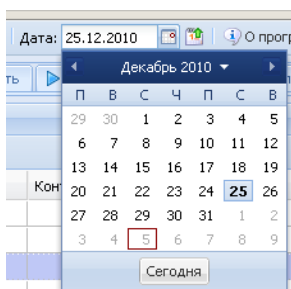 Дата: 25.12.2010 О прог
ть
Декабрь 2010
П В С Ч П С В
29 30 1 2 3 4 5
6 7 8 9 10 11 12
13 14 15 16 17 18 19
Кон
20 21 22 23 24 25 26
27 28 29 30 31 1 2
3 4 5 6 7 8 9
Сегодня